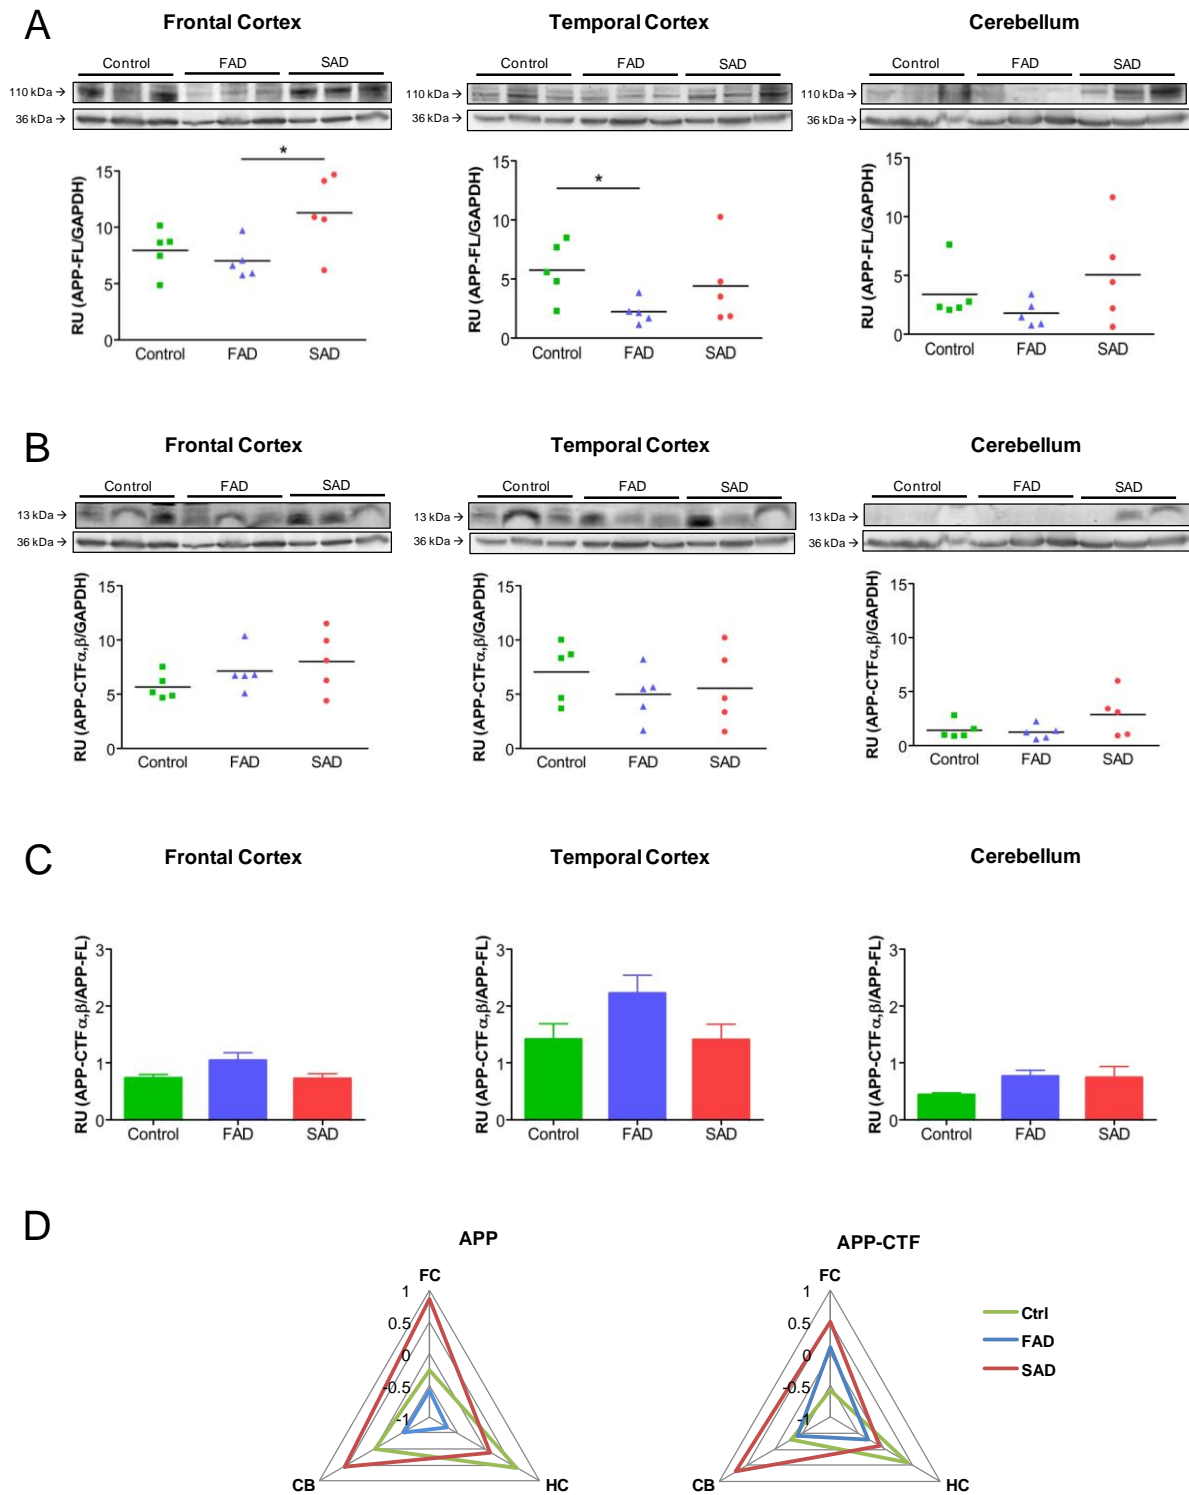 A
Frontal Cortex
Temporal Cortex
Cerebellum
Control FAD SAD
Control FAD SAD
Control FAD SAD
110 kDa →
110 kDa →
110 kDa →
36 kDa →
36 kDa →
36 kDa →
RU (APP-FL/GAPDH)
15
10
5
0
*
Control FAD SAD
RU (APP-FL/GAPDH)
15
10
5
0
*
Control FAD SAD
RU (APP-FL/GAPDH)
15
10
5
0
Control FAD SAD
B
Frontal Cortex
Temporal Cortex
Cerebellum
Control FAD SAD
Control FAD SAD
Control FAD SAD
13 kDa →
13 kDa →
13 kDa →
36 kDa →
36 kDa →
36 kDa →
RU (APP-CTFα,β/GAPDH)
15
10
5
0
Control FAD SAD
RU (APP-CTFα,β/GAPDH)
15
10
5
0
Control FAD SAD
RU (APP-CTFα,β/GAPDH)
15
10
5
0
Control FAD SAD
C
Frontal Cortex
Temporal Cortex
Cerebellum
RU (APP-CTFα,β/APP-FL)
3
2
1
0
Control FAD SAD
RU (APP-CTFα,β/APP-FL)
3
2
1
0
Control FAD SAD
RU (APP-CTFα,β/APP-FL)
3
2
1
0
Control FAD SAD
D
APP
FC
1
0.5
0
-0.5
-1
CB
HC
APP-CTF
FC
1
0.5
0
-0.5
-1
CB
HC
Ctrl
FAD
SAD